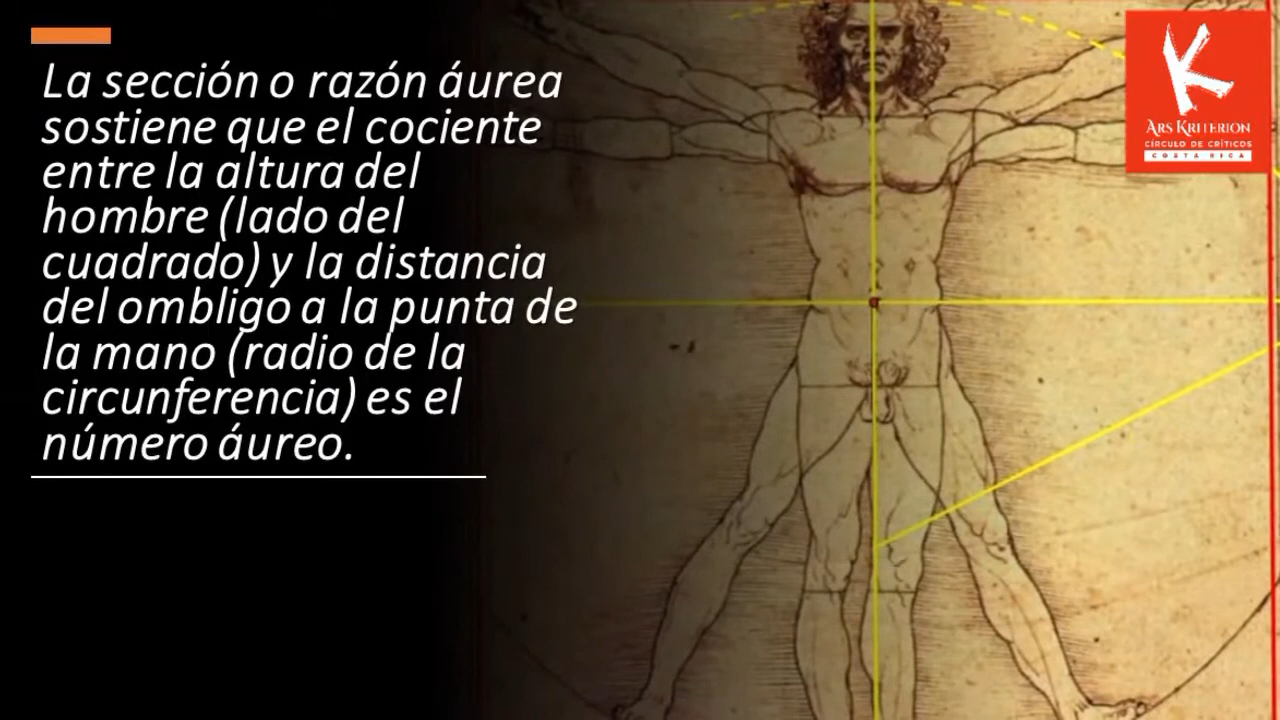 La sección o razón áurea
sostiene que el cociente
entre la altura del
hombre (lado del
cuadrado) y la distancia
del ombligo a la punta de
la mano (radio de la
circunferencia) es el
número áureo.
K
ARS KRITERION
CÍRCULO DE CRÍTICOS
COSTA RICA